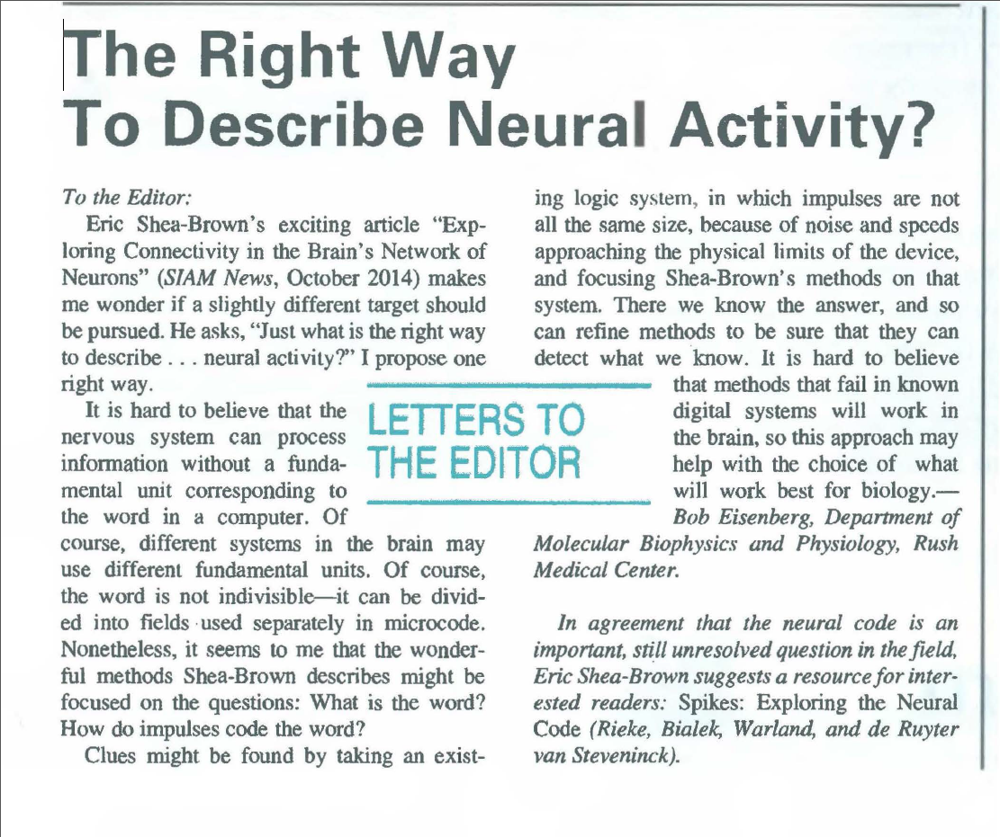 The Right Way
To Describe Neural Activity?
To the Editor:
Eric Shea-Brown's exciting article “Exp-
loring Connectivity in the Brain's Network of
Neurons” (SIAM News, October 2014) makes
me wonder if a slightly different target should
be pursued. He asks, “Just what is the right way
to describe . . . neural activity?” I propose one
right way.
It is hard to believe that the
nervous system can process
information without a funda-
mental unit corresponding to
the word in a computer. Of
course, different systems in the brain may
use different fundamental units. Of course,
the word is not indivisible—it can be divid-
ed into fields used separately in microcode.
Nonetheless, it seems to me that the wonder-
ful methods Shea-Brown describes might be
focused on the questions: What is the word?
How do impulses code the word?
Clues might be found by taking an exist-
LETTERS TO
THE EDITOR
ing logic system, in which impulses are not
all the same size, because of noise and speeds
approaching the physical limits of the device,
and focusing Shea-Brown's methods on that
system. There we know the answer, and so
can refine methods to be sure that they can
detect what we know. It is hard to believe
that methods that fail in known
digital systems will work in
the brain, so this approach may
help with the choice of what
will work best for biology.—
Bob Eisenberg, Department of
Molecular Biophysics and Physiology, Rush
Medical Center.
In agreement that the neural code is an
important, still unresolved question in the field,
Eric Shea-Brown suggests a resource for inter-
ested readers: Spikes: Exploring the Neural
Code (Rieke, Bialek, Warland, and de Ruyter
van Steveninck).